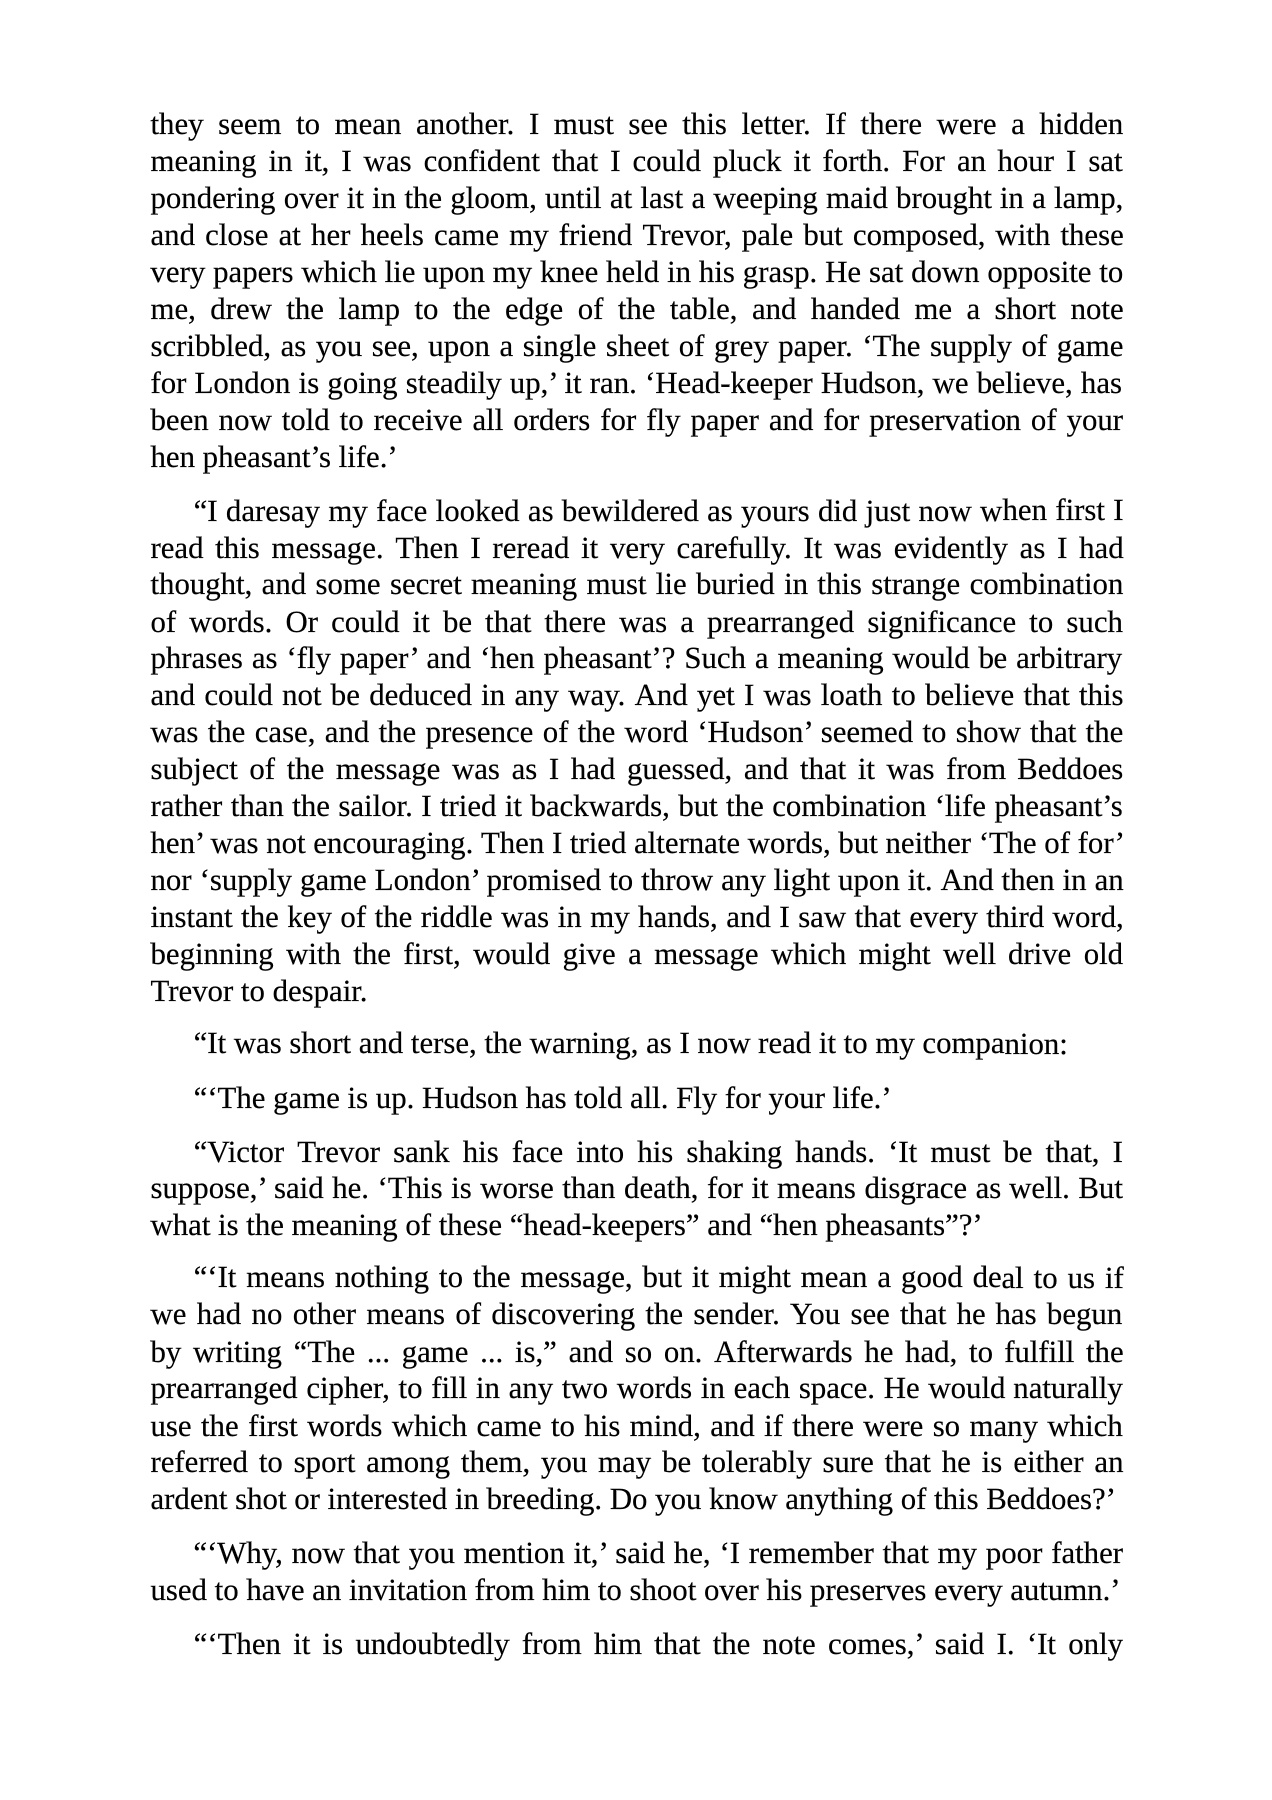 they seem to mean another. I must see this letter. If there were a hidden
meaning in it, I was confident that I could pluck it forth. For an hour I sat
pondering over it in the gloom, until at last a weeping maid brought in a lamp,
and close at her heels came my friend Trevor, pale but composed, with these
very papers which lie upon my knee held in his grasp. He sat down opposite to
me, drew the lamp to the edge of the table, and handed me a short note
scribbled, as you see, upon a single sheet of grey paper. ‘The supply of game
for London is going steadily up,’ it ran. ‘Head-keeper Hudson, we believe, has
been now told to receive all orders for fly paper and for preservation of your
hen pheasant’s life.’
“I daresay my face looked as bewildered as yours did just now when first I
read this message. Then I reread it very carefully. It was evidently as I had
thought, and some secret meaning must lie buried in this strange combination
of words. Or could it be that there was a prearranged significance to such
phrases as ‘fly paper’ and ‘hen pheasant’? Such a meaning would be arbitrary
and could not be deduced in any way. And yet I was loath to believe that this
was the case, and the presence of the word ‘Hudson’ seemed to show that the
subject of the message was as I had guessed, and that it was from Beddoes
rather than the sailor. I tried it backwards, but the combination ‘life pheasant’s
hen’ was not encouraging. Then I tried alternate words, but neither ‘The of for’
nor ‘supply game London’ promised to throw any light upon it. And then in an
instant the key of the riddle was in my hands, and I saw that every third word,
beginning with the first, would give a message which might well drive old
Trevor to despair.
“It was short and terse, the warning, as I now read it to my companion:
“‘The game is up. Hudson has told all. Fly for your life.’
“Victor Trevor sank his face into his shaking hands. ‘It must be that, I
suppose,’ said he. ‘This is worse than death, for it means disgrace as well. But
what is the meaning of these “head-keepers” and “hen pheasants”?’
“‘It means nothing to the message, but it might mean a good deal to us if
we had no other means of discovering the sender. You see that he has begun
by writing “The ... game ... is,” and so on. Afterwards he had, to fulfill the
prearranged cipher, to fill in any two words in each space. He would naturally
use the first words which came to his mind, and if there were so many which
referred to sport among them, you may be tolerably sure that he is either an
ardent shot or interested in breeding. Do you know anything of this Beddoes?’
“‘Why, now that you mention it,’ said he, ‘I remember that my poor father
used to have an invitation from him to shoot over his preserves every autumn.’
“‘Then it is undoubtedly from him that the note comes,’ said I. ‘It only